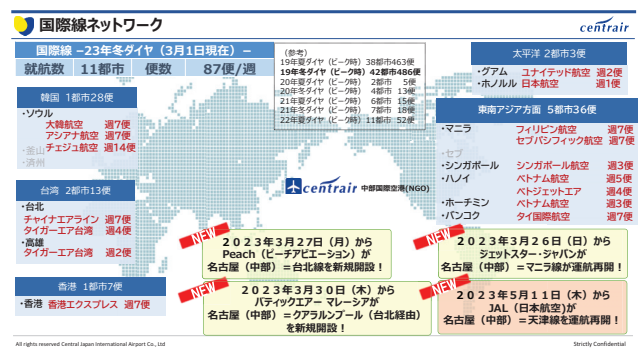 国際線ネットワーク
centrair
国際線 –23年冬ダイヤ（3月1日現在）–
就航数 11都市 便数 87便/週
（参考）
19年夏ダイヤ（ピーク時）38都市463便
19年冬ダイヤ（ピーク時）42都市486便
20年夏ダイヤ（ピーク時） 2都市 5便
20年冬ダイヤ（ピーク時） 4都市 13便
21年夏ダイヤ（ピーク時） 6都市 15便
21年冬ダイヤ（ピーク時） 7都市 18便
22年夏ダイヤ（ピーク時）11都市 52便
太平洋 2都市3便
・グアム ユナイテッド航空 週2便
・ホノルル 日本航空 週1便
韓国 1都市28便
・ソウル
大韓航空 週7便
アシアナ航空 週7便
チェジュ航空 週14便
・釜山
・済州
東南アジア方面 5都市36便
・マニラ フィリピン航空 週7便
セブパシフィック航空 週7便
・セブ
・シンガポール シンガポール航空 週3便
・ハノイ ベトナム航空 週5便
ベトジェットエア 週4便
・ホーチミン ベトナム航空 週3便
・バンコク タイ国際航空 週7便
台湾 2都市13便
・台北
チャイナエアライン 週7便
タイガーエア台湾 週4便
・高雄
タイガーエア台湾 週2便
centrair 中部国際空港(NGO)
香港 1都市7便
・香港 香港エクスプレス 週7便
NEW
2023年3月27日（月）から
Peach（ピーチアビエーション）が
名古屋（中部）＝台北線を新規開設！
NEW
2023年3月26日（日）から
ジェットスター・ジャパンが
名古屋（中部）＝マニラ線が運航再開！
NEW
2023年3月30日（木）から
バティックエアー マレーシアが
名古屋（中部）＝クアラルンプール（台北経由）
を新規開設！
NEW
2023年5月11日（木）から
JAL（日本航空）が
名古屋（中部）＝天津線を運航再開！
All rights reserved Central Japan International Airport Co., Ltd
Strictly Confidential